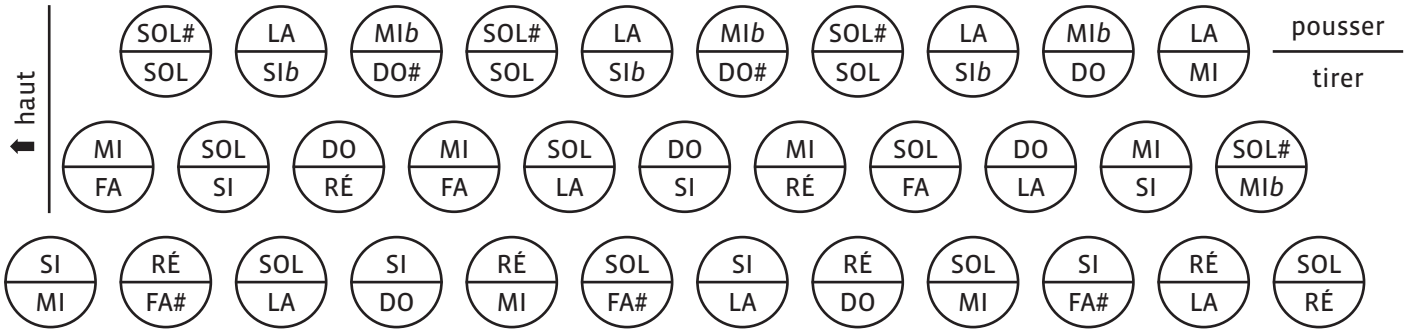 SOL# LA MIb SOL# LA MIb SOL# LA MIb LA pousser
SOL SIb DO# SOL SIb DO# SOL SIb DO MI tirer
haut
MI SOL DO MI SOL DO MI SOL DO MI SOL#
FA SI RÉ FA LA SI RÉ FA LA SI MIb
SI RÉ SOL SI RÉ SOL SI RÉ SOL SI RÉ SOL
MI FA# LA DO MI FA# LA DO MI FA# LA RÉ